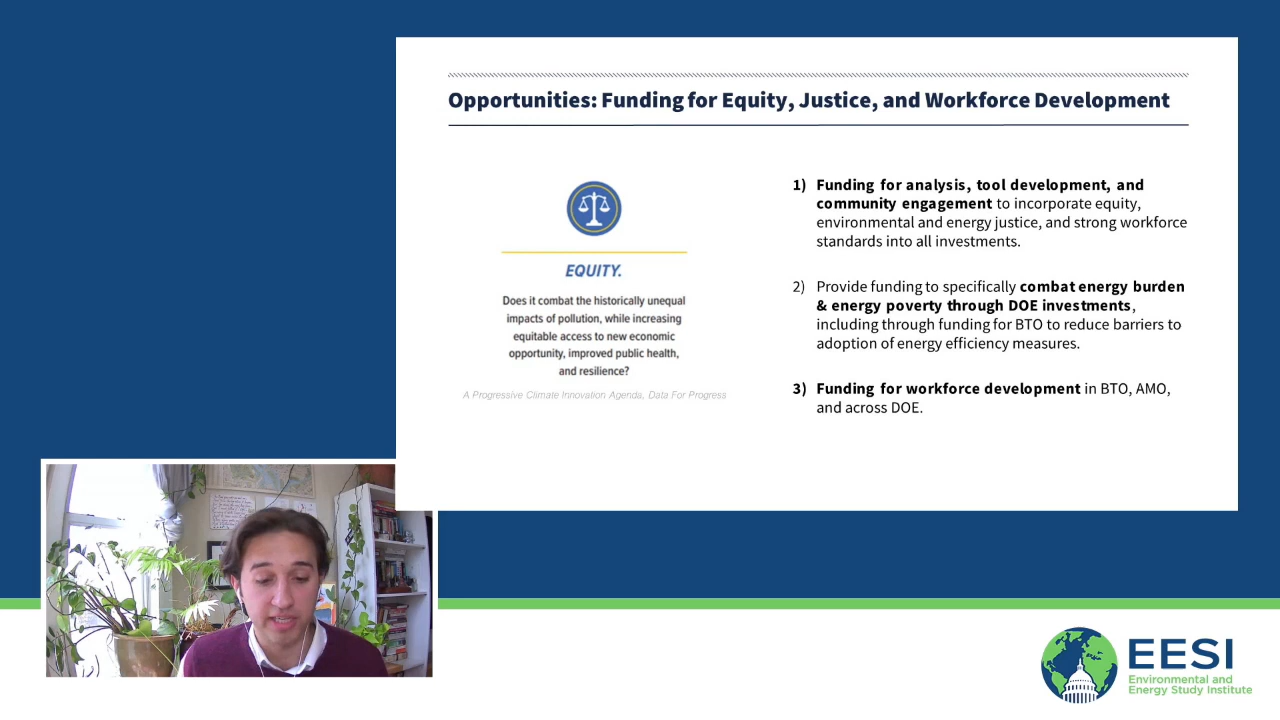 Opportunities: Funding for Equity, Justice, and Workforce Development
EQUITY.
Does it combat the historically unequal
impacts of pollution, while increasing
equitable access to new economic
opportunity, improved public health,
and resilience?
A Progressive Climate Innovation Agenda, Data For Progress
1) Funding for analysis, tool development, and
community engagement to incorporate equity,
environmental and energy justice, and strong workforce
standards into all investments.
2) Provide funding to specifically combat energy burden
& energy poverty through DOE investments,
including through funding for BTO to reduce barriers to
adoption of energy efficiency measures.
3) Funding for workforce development in BTO, AMO,
and across DOE.
EESI
Environmental and
Energy Study Institute